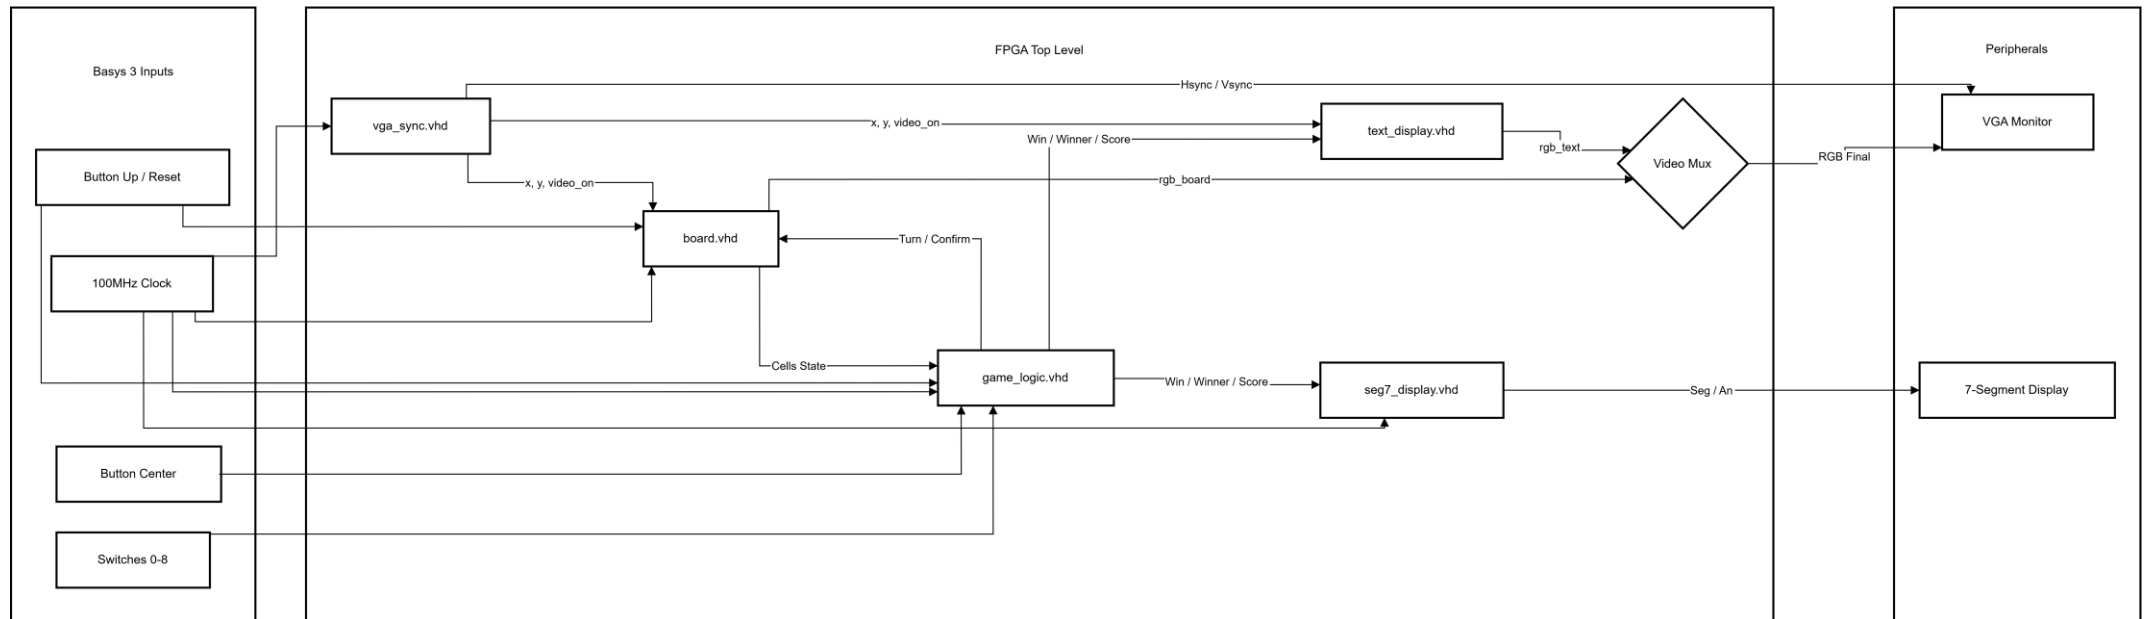 Basys 3 Inputs
FPGA Top Level
Peripherals
Hsync / Vsync
vga_sync.vhd
x, y, video_on
Win / Winner / Score
text_display.vhd
rgb_text
Video Mux
RGB Final
VGA Monitor
Button Up / Reset
x, y, video_on
rgb_board
board.vhd
Turn / Confirm
100MHz Clock
Cells State
game_logic.vhd
Win / Winner / Score
seg7_display.vhd
Seg / An
7-Segment Display
Button Center
Switches 0-8